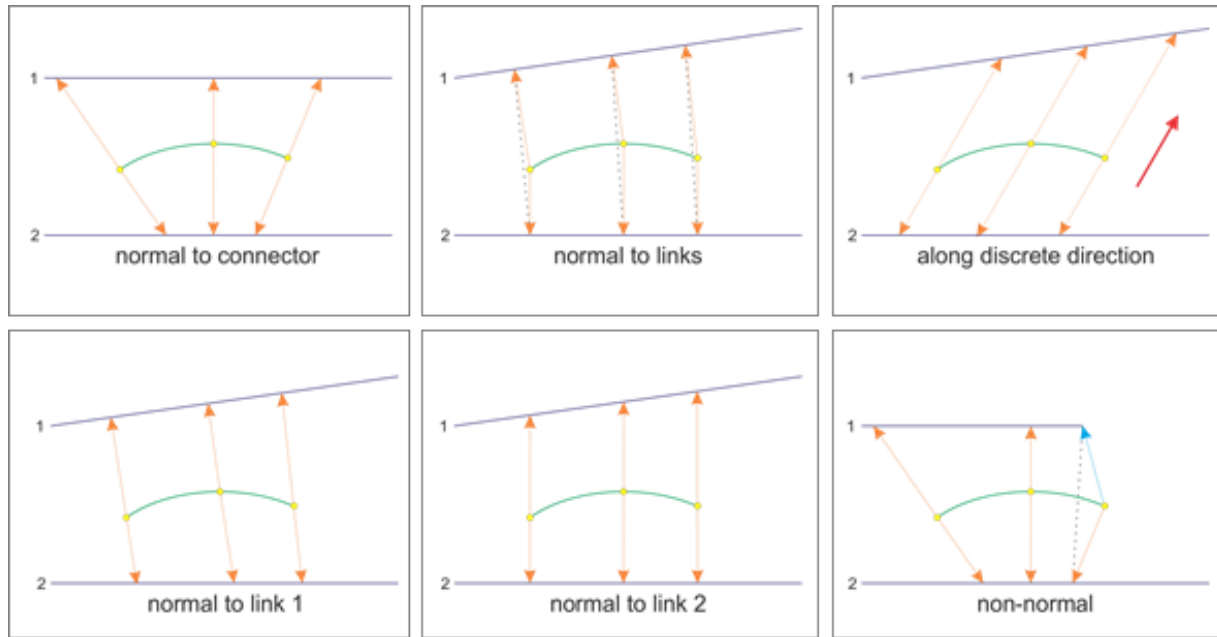 1
2
normal to connector
1
2
normal to links
1
2
along discrete direction
1
2
normal to link 1
1
2
normal to link 2
1
2
non-normal